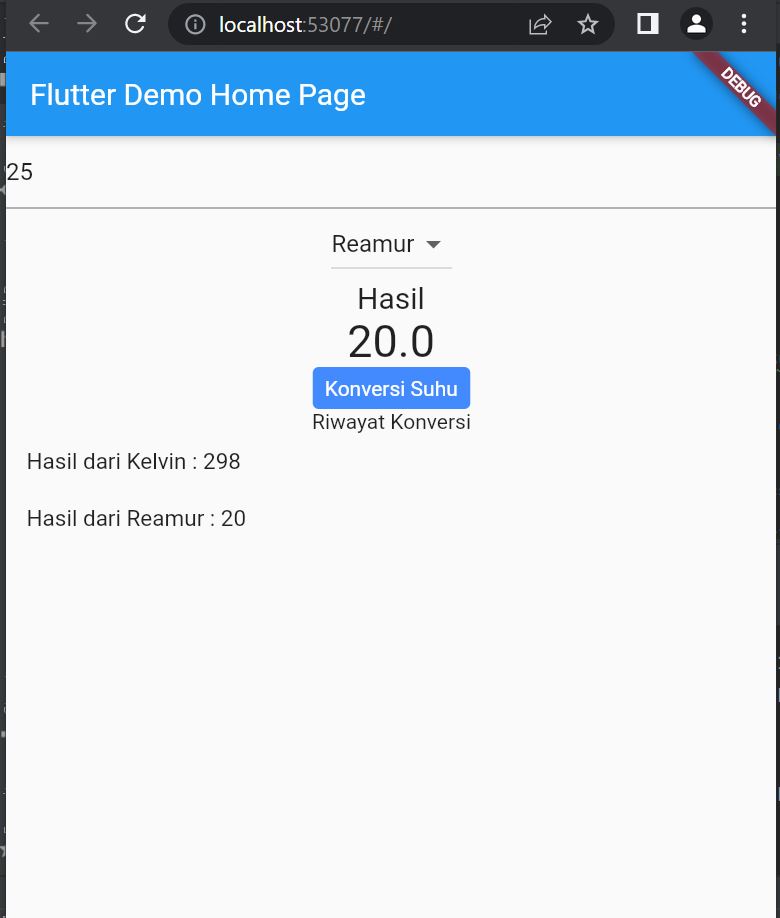 localhost:53077/#/
Flutter Demo Home Page
DEBUG
25
Reamur
Hasil
20.0
Konversi Suhu
Riwayat Konversi
Hasil dari Kelvin : 298
Hasil dari Reamur : 20